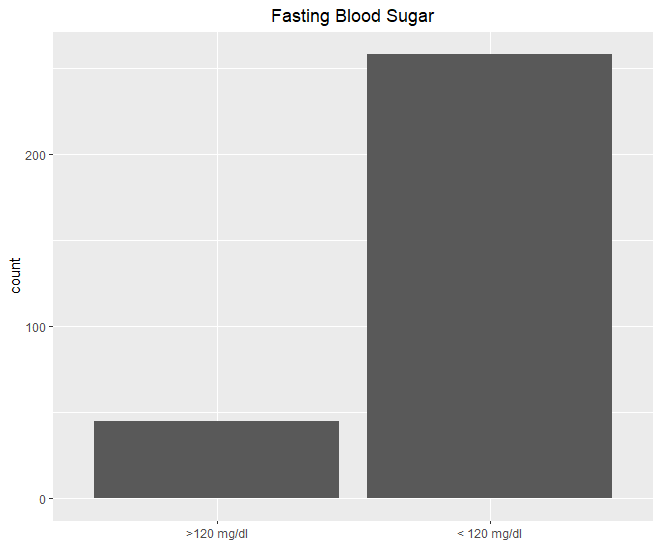 Fasting Blood Sugar
count
200
100
0
>120 mg/dl
< 120 mg/dl